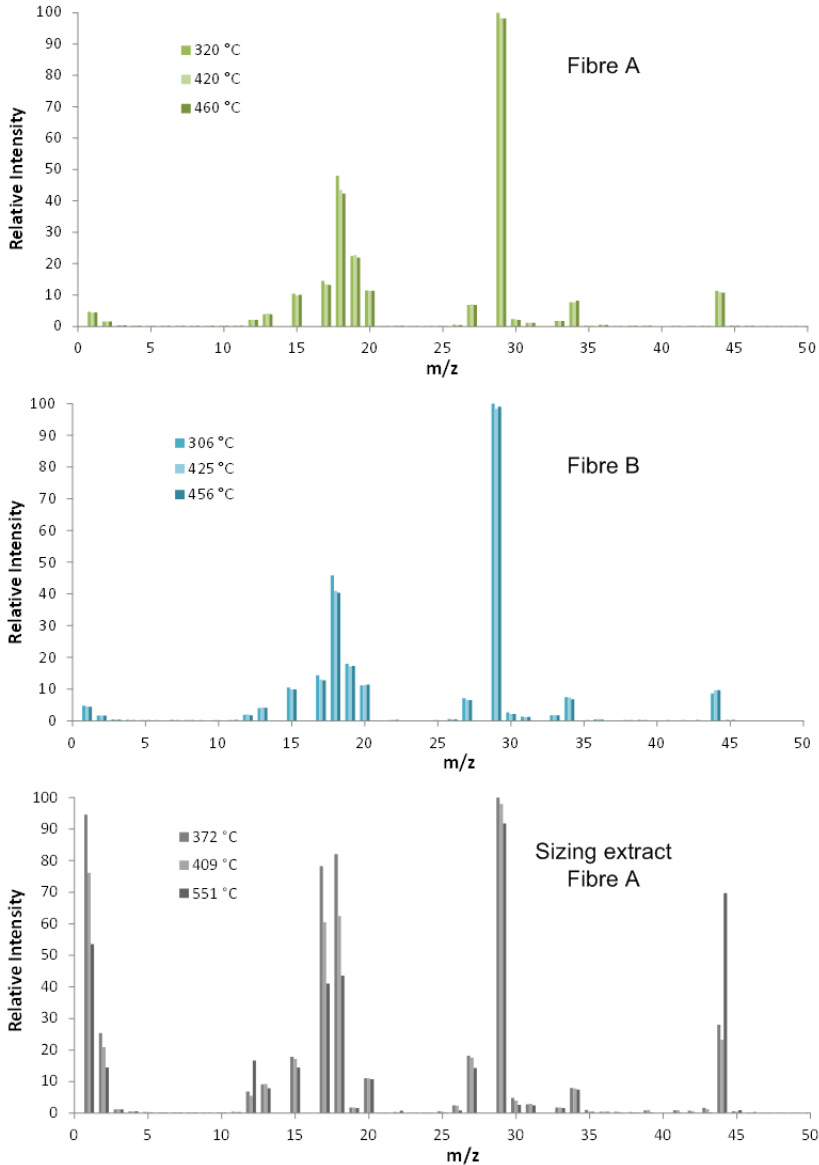 100
90
80
70
60
50
40
30
20
10
0
Relative Intensity
320 °C
420 °C
460 °C
Fibre A
0 5 10 15 20 25 30 35 40 45 50
m/z
100
90
80
70
60
50
40
30
20
10
0
Relative Intensity
306 °C
425 °C
456 °C
Fibre B
0 5 10 15 20 25 30 35 40 45 50
m/z
100
90
80
70
60
50
40
30
20
10
0
Relative Intensity
372 °C
409 °C
551 °C
Sizing extract
Fibre A
0 5 10 15 20 25 30 35 40 45 50
m/z